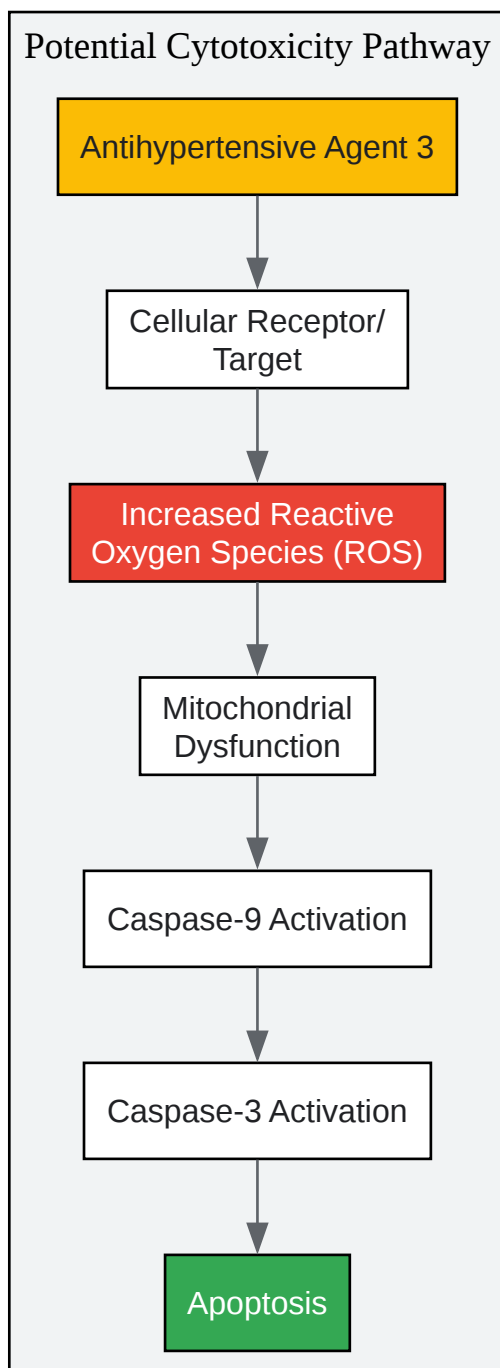 Potential Cytotoxicity Pathway
Antihypertensive Agent 3
Cellular Receptor/
Target
Increased Reactive
Oxygen Species (ROS)
Mitochondrial
Dysfunction
Caspase-9 Activation
Caspase-3 Activation
Apoptosis